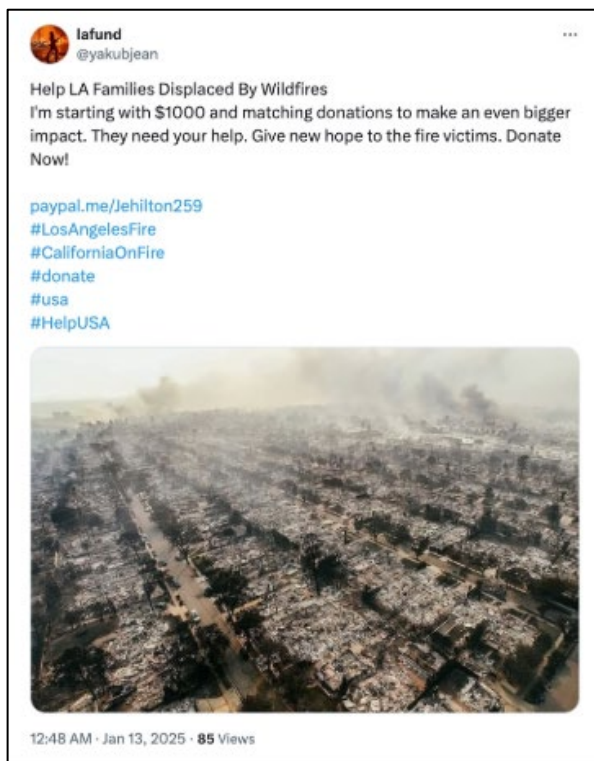 lafund
@yakubjean
Help LA Families Displaced By Wildfires
I'm starting with $1000 and matching donations to make an even bigger
impact. They need your help. Give new hope to the fire victims. Donate
Now!
paypal.me/Jehilton259
#LosAngelesFire
#CaliforniaOnFire
#donate
#usa
#HelpUSA
12:48 AM · Jan 13, 2025 · 85 Views